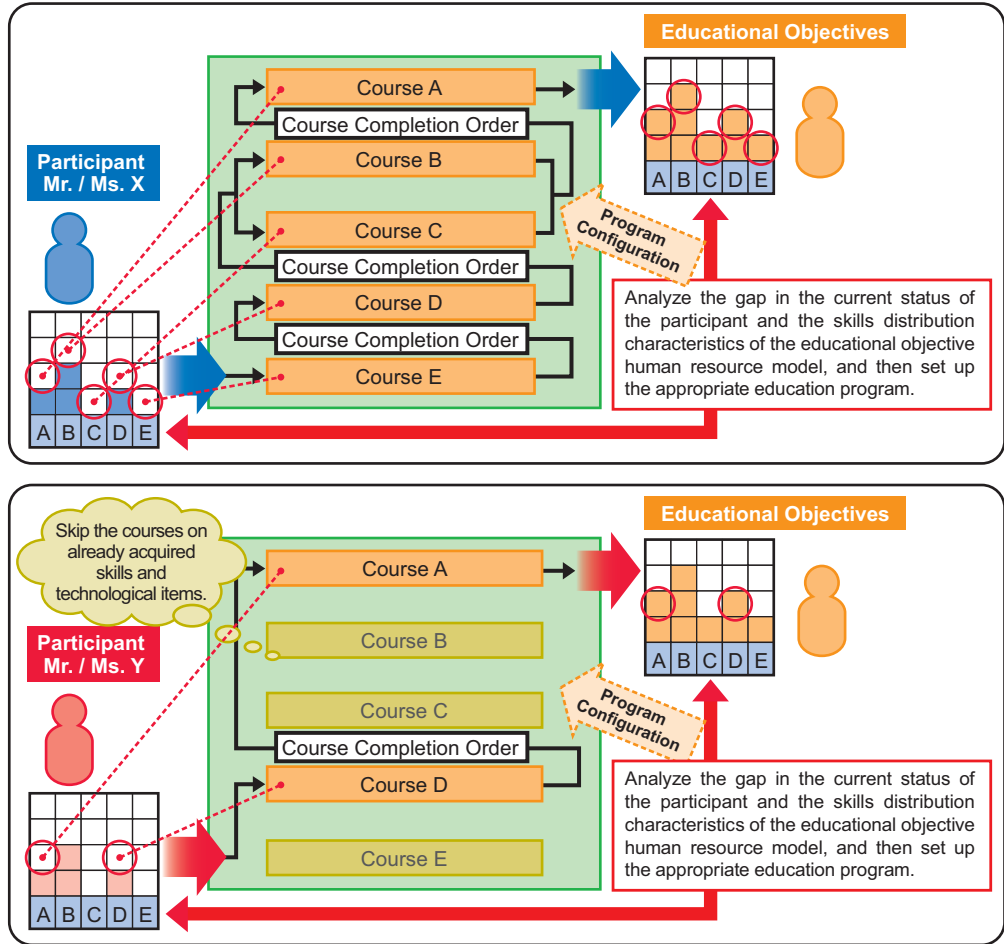 Educational Objectives
Course A
Course Completion Order
Course B
Participant
Mr. / Ms. X
A B C D E
Course C
Program
Configuration
Course Completion Order
Course D
Course Completion Order
Course E
Analyze the gap in the current status of
the participant and the skills distribution
characteristics of the educational objective
human resource model, and then set up
the appropriate education program.
A B C D E
Skip the courses on
already acquired
skills and
technological items.
Educational Objectives
Course A
Participant
Mr. / Ms. Y
Course B
A B C D E
Course C
Program
Configuration
Course Completion Order
Course D
Course E
Analyze the gap in the current status of
the participant and the skills distribution
characteristics of the educational objective
human resource model, and then set up
the appropriate education program.
A B C D E